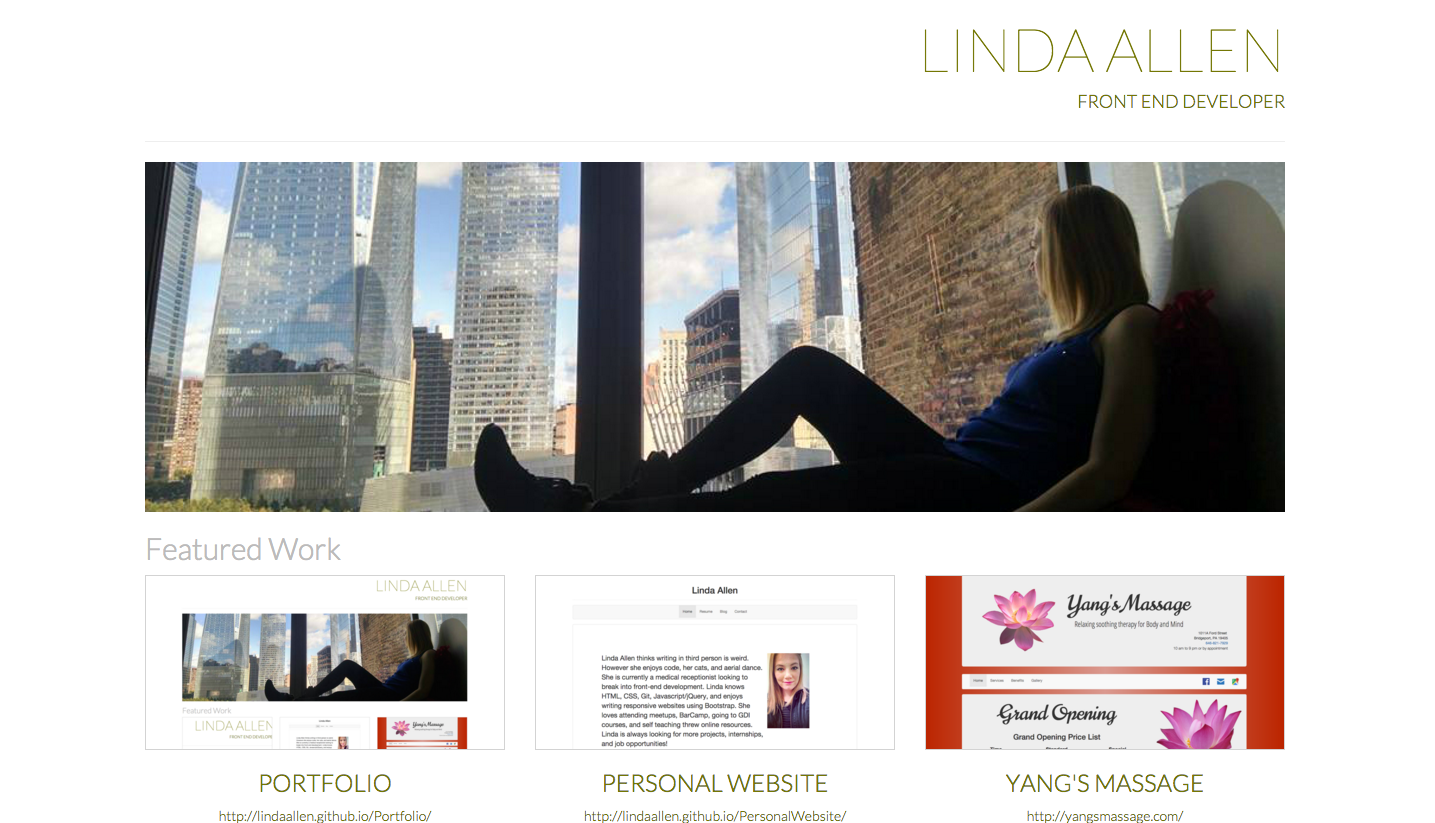 LINDA ALLEN
FRONT END DEVELOPER
Featured Work
LINDA ALLEN
FRONT END DEVELOPER
Featured Work
LINDA ALLEN
FRONT END DEVELOPE
Linda Allen
Home Resume Blog Contact
Linda Allen thinks writing in third person is weird.
However she enjoys code, her cats, and aerial dance.
She is currently a medical receptionist looking to
break into front-end development. Linda knows
HTML, CSS, Git, Javascript/jQuery, and enjoys
writing responsive websites using Bootstrap. She
loves attending meetups, BarCamp, going to GDI
courses, and self teaching threw online resources.
Linda is always looking for more projects, internships,
and job opportunities!
Yang's Massage
Relaxing soothing therapy for Body and Mind
Bridgeport, PA 19405
10 am to 9 pm or by appointment
Home Services Benefits Gallery
Grand Opening
Grand Opening Price List
PORTFOLIO
http://lindaallen.github.io/Portfolio/
PERSONAL WEBSITE
http://lindaallen.github.io/PersonalWebsite/
YANG'S MASSAGE
http://yangsmassage.com/